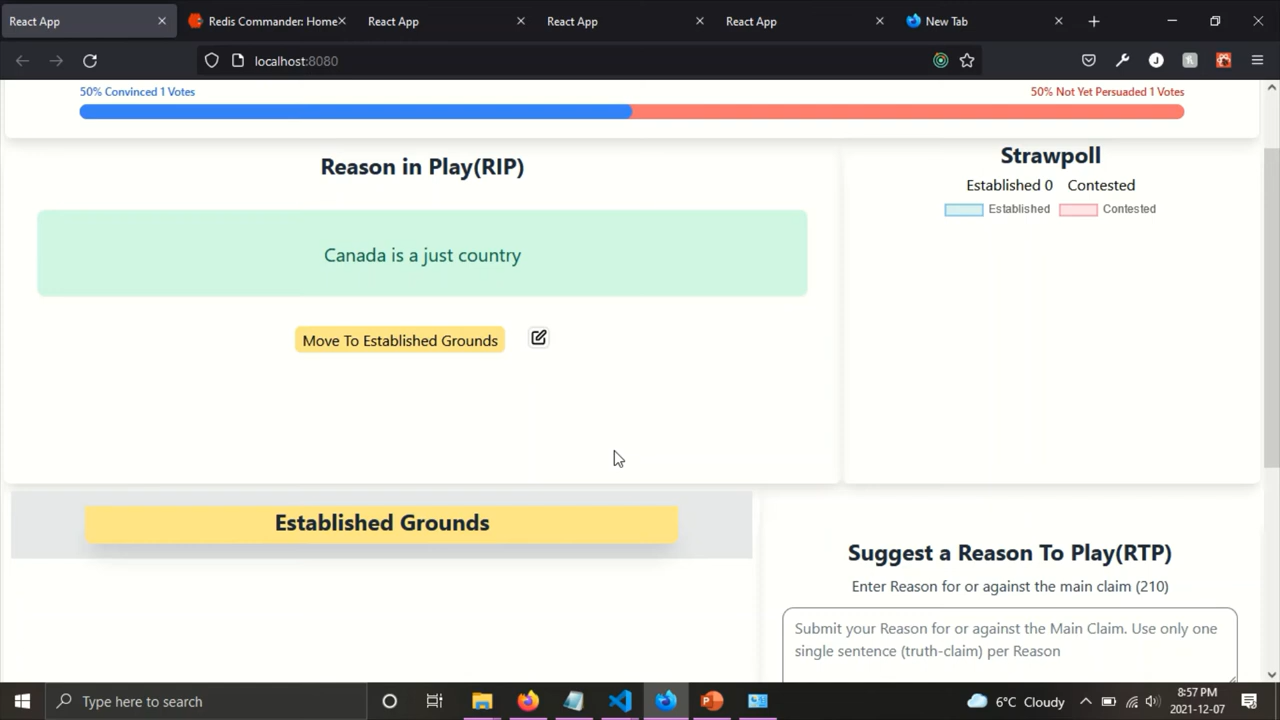 React App
Redis Commander: Home
React App
React App
React App
New Tab
localhost:8080
50% Convinced 1 Votes
50% Not Yet Persuaded 1 Votes
Reason in Play(RIP)
Strawpoll
Established 0 Contested
Established Contested
Canada is a just country
Move To Established Grounds
Established Grounds
Suggest a Reason To Play(RTP)
Enter Reason for or against the main claim (210)
Submit your Reason for or against the Main Claim. Use only one
single sentence (truth-claim) per Reason
Type here to search
6°C Cloudy
8:57 PM
2021-12-07